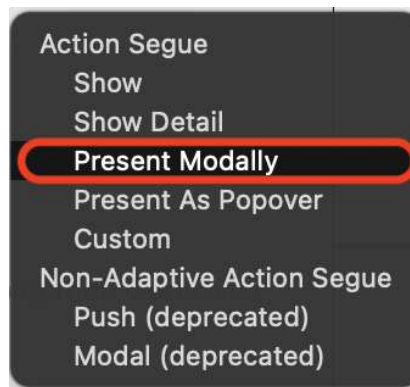 Action Segue
Show
Show Detail
Present Modally
Present As Popover
Custom
Non-Adaptive Action Segue
Push (deprecated)
Modal (deprecated)